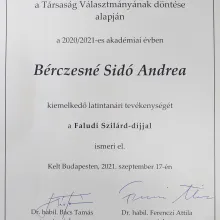 a Társaság Választmányának döntése
alapján
a 2020/2021-es akadémiai évben
Bérczesné Sidó Andrea
kiemelkedő latintanári tevékenységét
a Faludi Szilárd-díjjal
ismeri el.
Kelt Budapesten, 2021. szeptember 17-én
Dr. habil. Bács Tamás Dr. habil. Ferenczi Attila